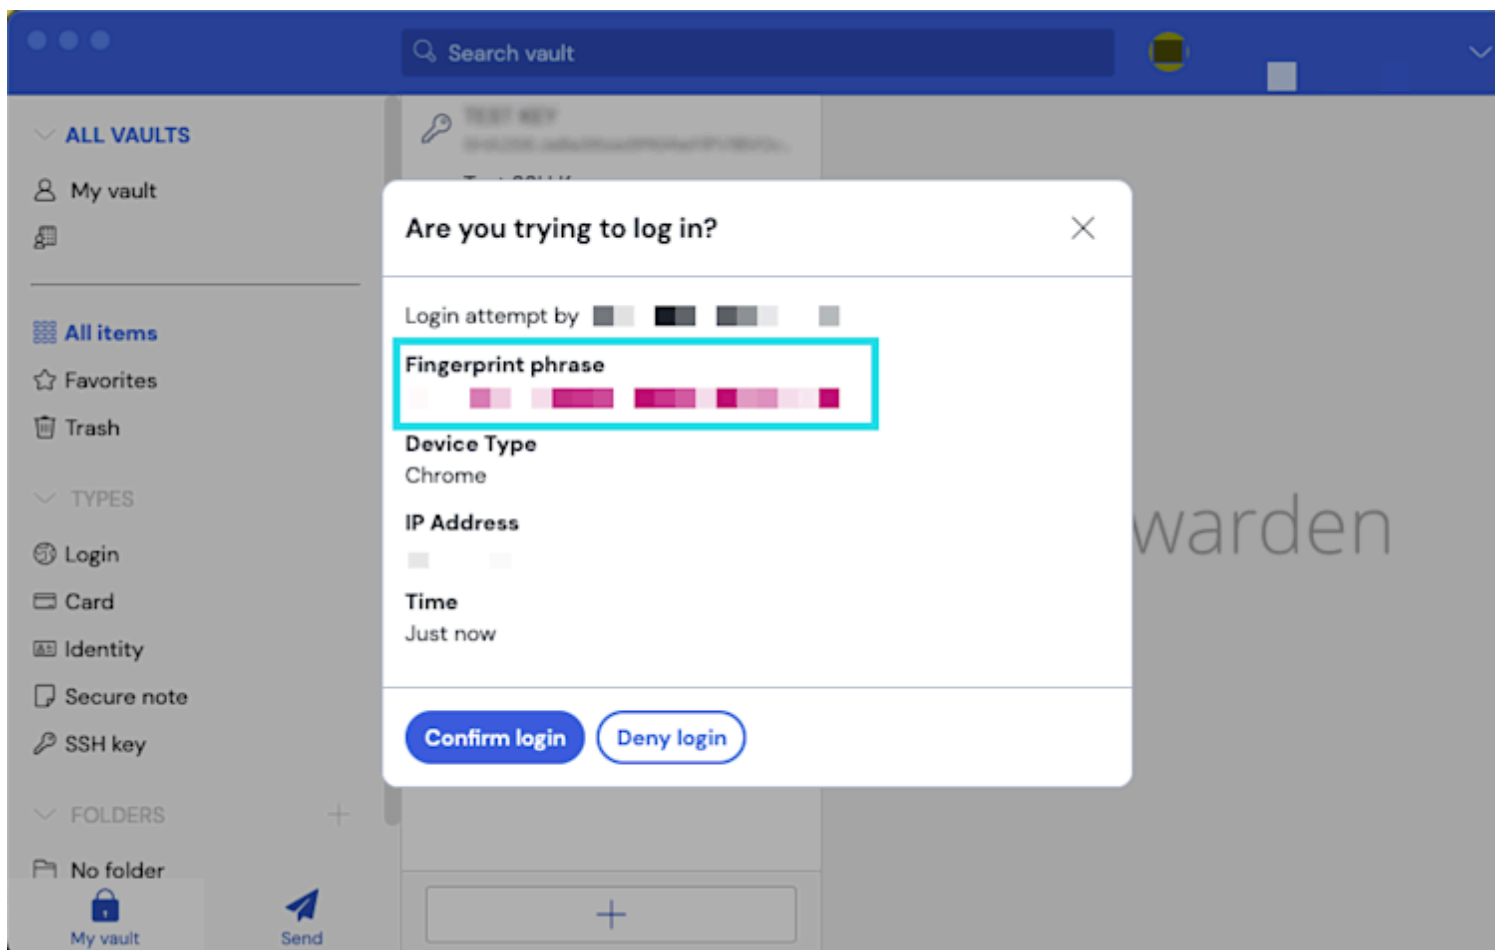 Search vault
ALL VAULTS
My vault
All items
Favorites
Trash
TYPES
Login
Card
Identity
Secure note
SSH key
FOLDERS
No folder
My vault
Send
TEST KEY
Are you trying to log in?
Login attempt by
Fingerprint phrase
Device Type
Chrome
IP Address
Time
Just now
Confirm login
Deny login
warden